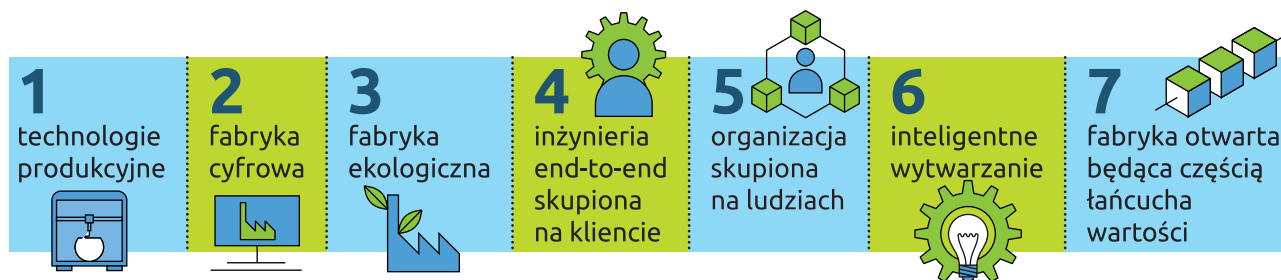 1
technologie
produkcyjne
2
fabryka
cyfrowa
3
fabryka
ekologiczna
4
inżynieria
end-to-end
skupiona
na kliencie
5
organizacja
skupiona
na ludziach
6
inteligentne
wytwarzanie
7
fabryka otwarta
będąca częścią
łańcucha
wartości